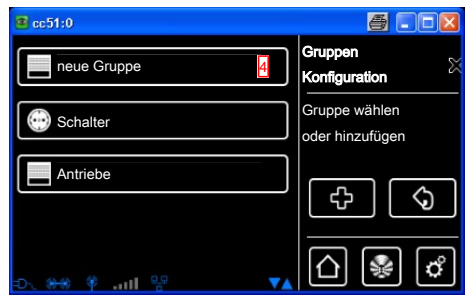 cc51:0
neue Gruppe
4
Schalter
Antriebe
Gruppen
Konfiguration
Gruppe wählen
oder hinzufügen